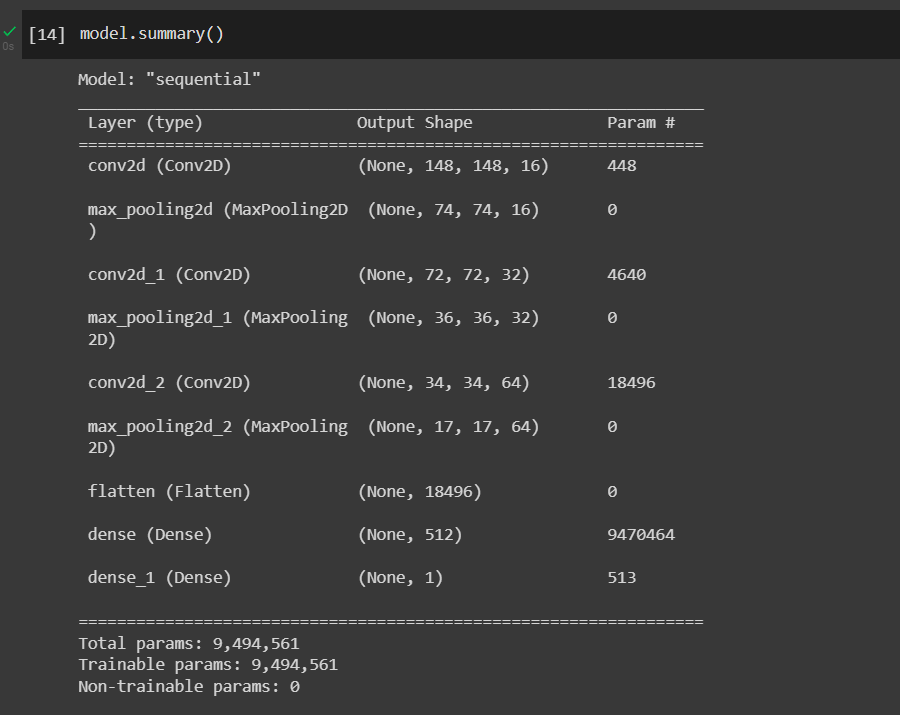 [14] model.summary()
0s
Model: "sequential"
_________________________________________________________________
Layer (type) Output Shape Param #
=================================================================
conv2d (Conv2D) (None, 148, 148, 16) 448
max_pooling2d (MaxPooling2D (None, 74, 74, 16) 0
)
conv2d_1 (Conv2D) (None, 72, 72, 32) 4640
max_pooling2d_1 (MaxPooling (None, 36, 36, 32) 0
2D)
conv2d_2 (Conv2D) (None, 34, 34, 64) 18496
max_pooling2d_2 (MaxPooling (None, 17, 17, 64) 0
2D)
flatten (Flatten) (None, 18496) 0
dense (Dense) (None, 512) 9470464
dense_1 (Dense) (None, 1) 513
=================================================================
Total params: 9,494,561
Trainable params: 9,494,561
Non-trainable params: 0